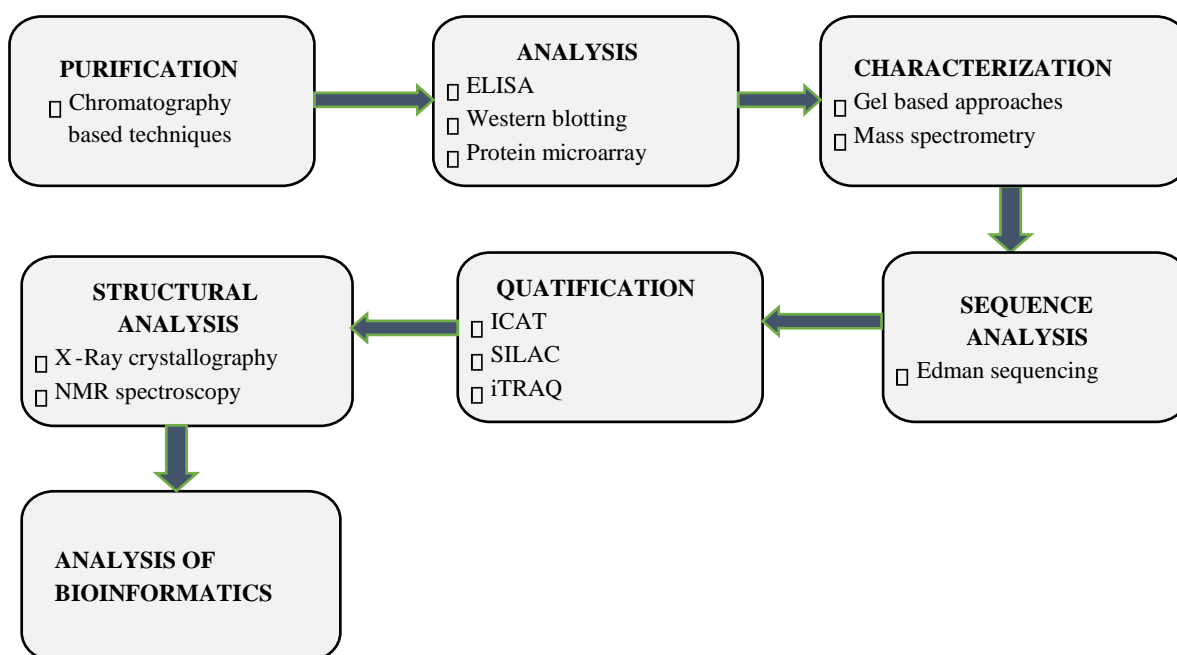 PURIFICATION
Chromatography
based techniques
ANALYSIS
ELISA
Western blotting
Protein microarray
CHARACTERIZATION
Gel based approaches
Mass spectrometry
SEQUENCE
ANALYSIS
Edman sequencing
QUATIFICATION
ICAT
SILAC
iTRAQ
STRUCTURAL
ANALYSIS
X-Ray crystallography
NMR spectroscopy
ANALYSIS OF
BIOINFORMATICS